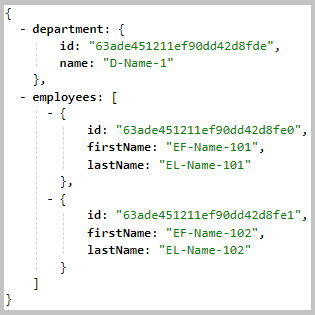 {
- department: {
id: "63ade451211ef90dd42d8fde",
name: "D-Name-1"
},
- employees: [
- {
id: "63ade451211ef90dd42d8fe0",
firstName: "EF-Name-101",
lastName: "EL-Name-101"
},
- {
id: "63ade451211ef90dd42d8fe1",
firstName: "EF-Name-102",
lastName: "EL-Name-102"
}
]
}